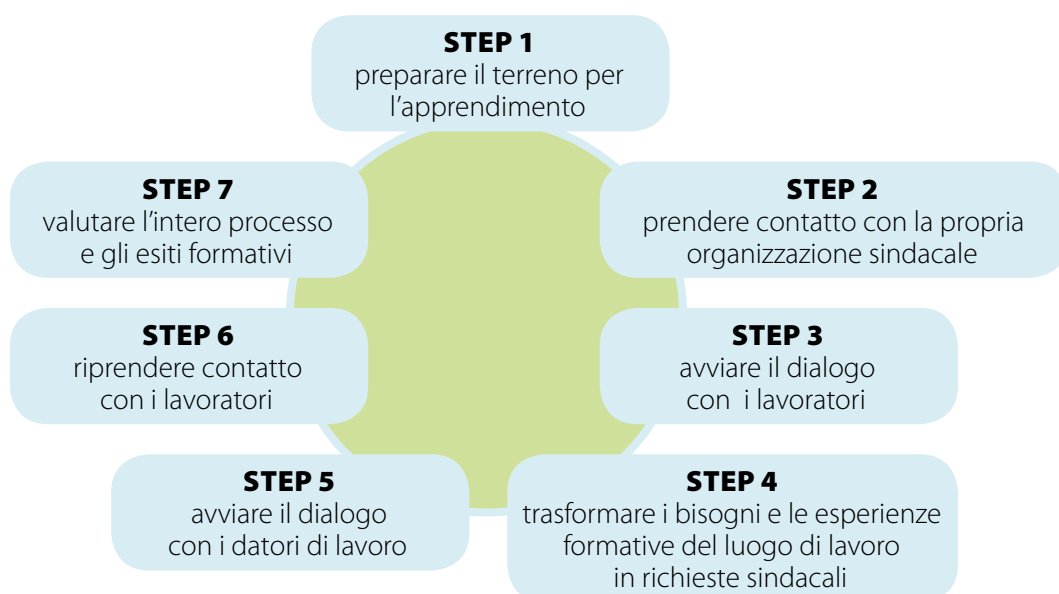 STEP 1
preparare il terreno per
l’apprendimento
STEP 2
prendere contatto con la propria
organizzazione sindacale
STEP 3
avviare il dialogo
con i lavoratori
STEP 4
trasformare i bisogni e le esperienze
formative del luogo di lavoro
in richieste sindacali
STEP 5
avviare il dialogo
con i datori di lavoro
STEP 6
riprendere contatto
con i lavoratori
STEP 7
valutare l’intero processo
e gli esiti formativi